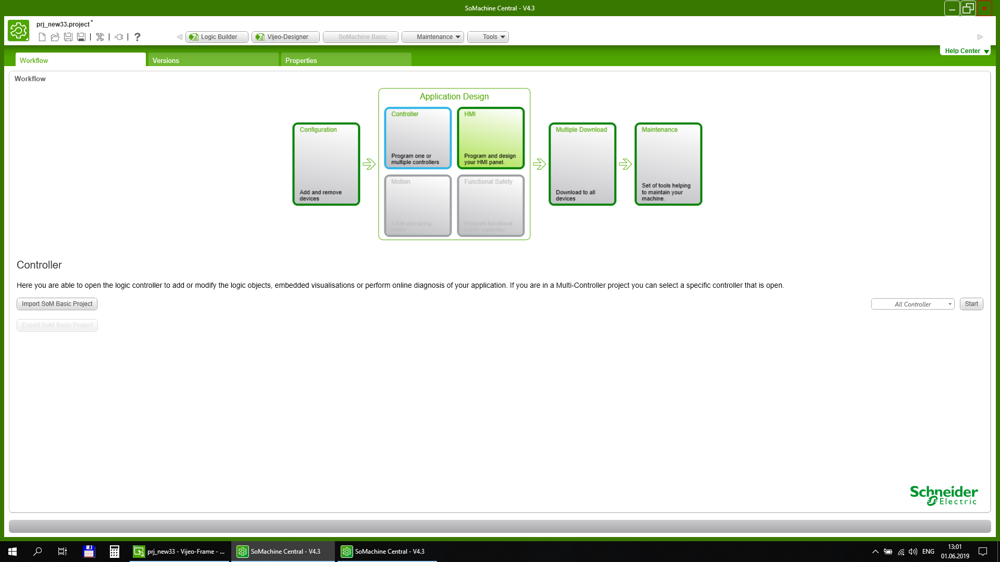 SoMachine Central - V4.3
prj_new33.project *
Logic Builder
Vijeo-Designer
SoMachine Basic
Maintenance
Tools
Help Center
Workflow
Versions
Properties
Workflow
Application Design
Configuration
Add and remove
devices
Controller
Program one or
multiple controllers
HMI
Program and design
your HMI panel.
Motion
CAM and sizing
Functional Safety
Program functional
safety controller
Multiple Download
Download to all
devices
Maintenance
Set of tools helping
to maintain your
machine.
Controller
Here you are able to open the logic controller to add or modify the logic objects, embedded visualisations or perform online diagnosis of your application. If you are in a Multi-Controller project you can select a specific controller that is open.
Import SoM Basic Project
All Controller
Start
Export SoM Basic Project
Schneider
Electric
prj_new33 - Vijeo-Frame - ...
SoMachine Central - V4.3
SoMachine Central - V4.3
ENG
13:01
01.06.2019